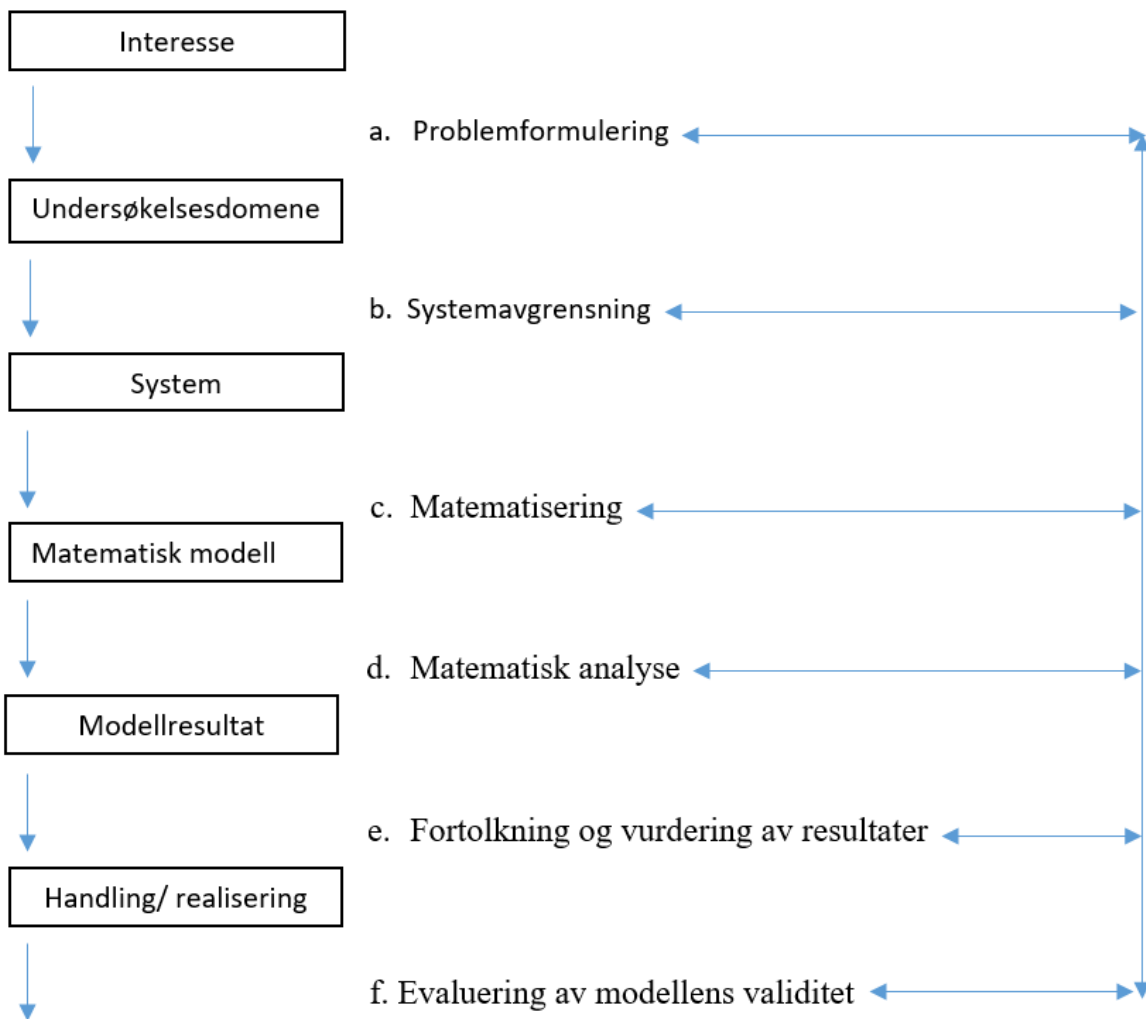 Interesse
a. Problemformulering
Undersøkelsesdomene
b. Systemavgrensning
System
c. Matematisering
Matematisk modell
d. Matematisk analyse
Modellresultat
e. Fortolkning og vurdering av resultater
Handling/ realisering
f. Evaluering av modellens validitet